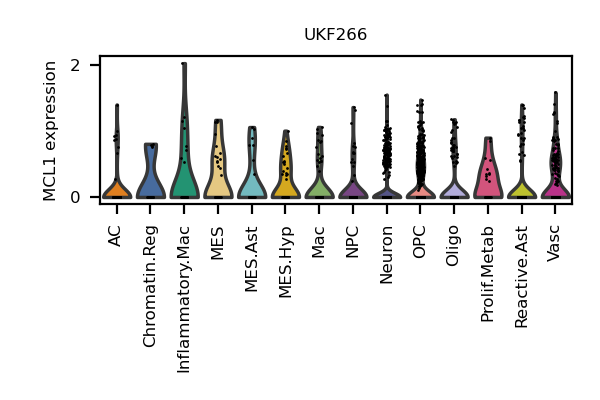 UKF266
MCL1 expression
2
0
AC
Chromatin.Reg
Inflammatory.Mac
MES
MES.Ast
MES.Hyp
Mac
NPC
Neuron
OPC
Oligo
Prolif.Metab
Reactive.Ast
Vasc